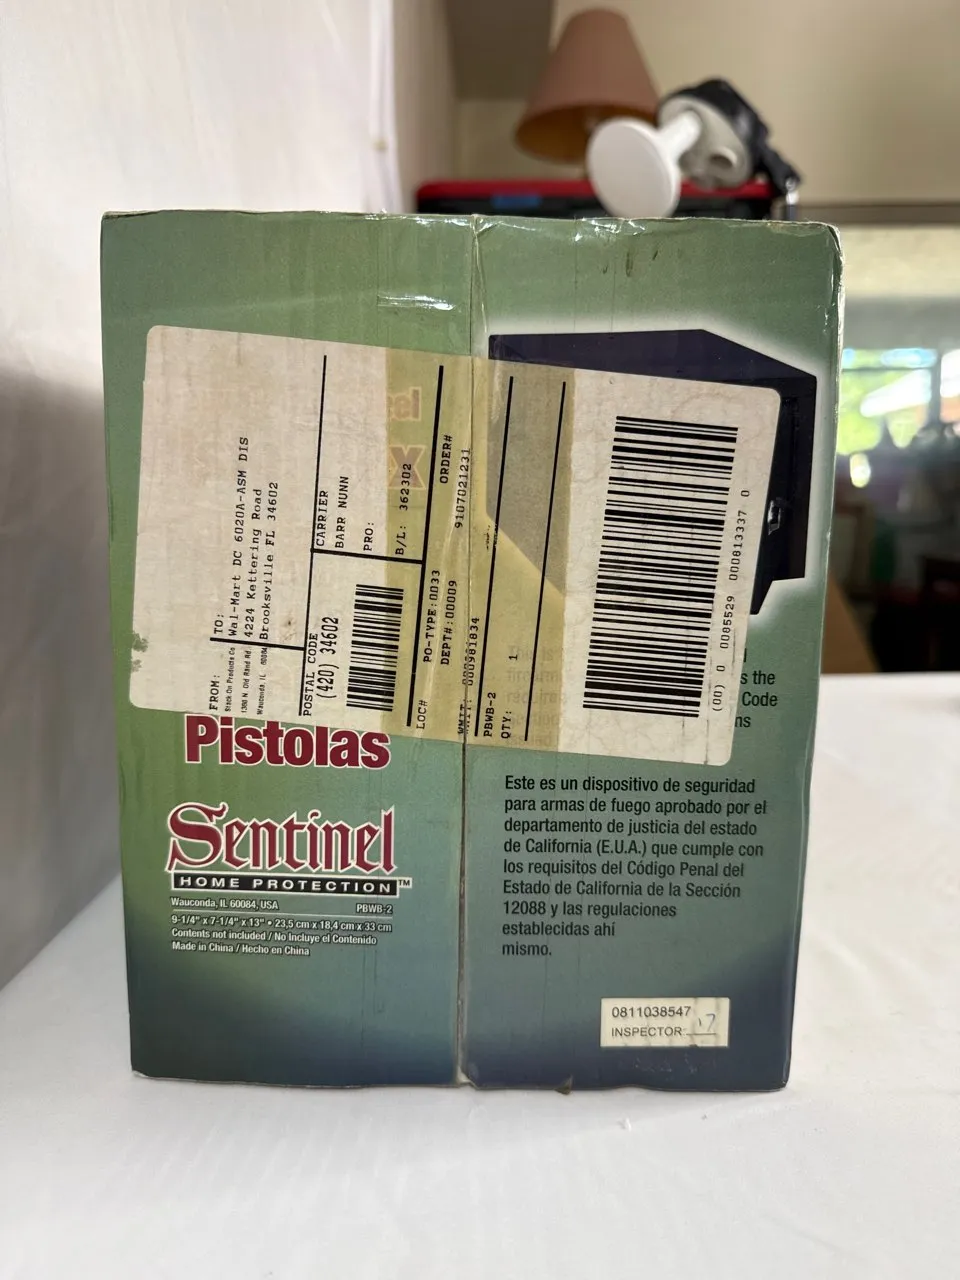 FROM:
Stack On Products Co
1360 N. Old Rand Rd.
Wauconda, IL 60084
TO:
Wal-Mart DC 6020A-ASM DIS
4224 Kettering Road
Brooksville FL 34602
POSTAL CODE
(420) 34602
CARRIER
BARR NUNN
PRO:
B/L: 362302
LOC#
PO-TYPE:0033
DEPT#:00009
ORDER#
9107021231
WMIT: 000981834
PBWB-2
QTY: 1
(00) 0 0085529 000813337 0
el
X
Pistolas
Sentinel
HOME PROTECTION™
Wauconda, IL 60084, USA PBWB-2
9-1/4" x 7-1/4" x 13" • 23,5 cm x 18,4 cm x 33 cm
Contents not included / No Incluye el Contenido
Made in China / Hecho en China
s the
Code
ns
Este es un dispositivo de seguridad
para armas de fuego aprobado por el
departamento de justicia del estado
de California (E.U.A.) que cumple con
los requisitos del Código Penal del
Estado de California de la Sección
12088 y las regulaciones
establecidas ahí
mismo.
0811038547
INSPECTOR: 17